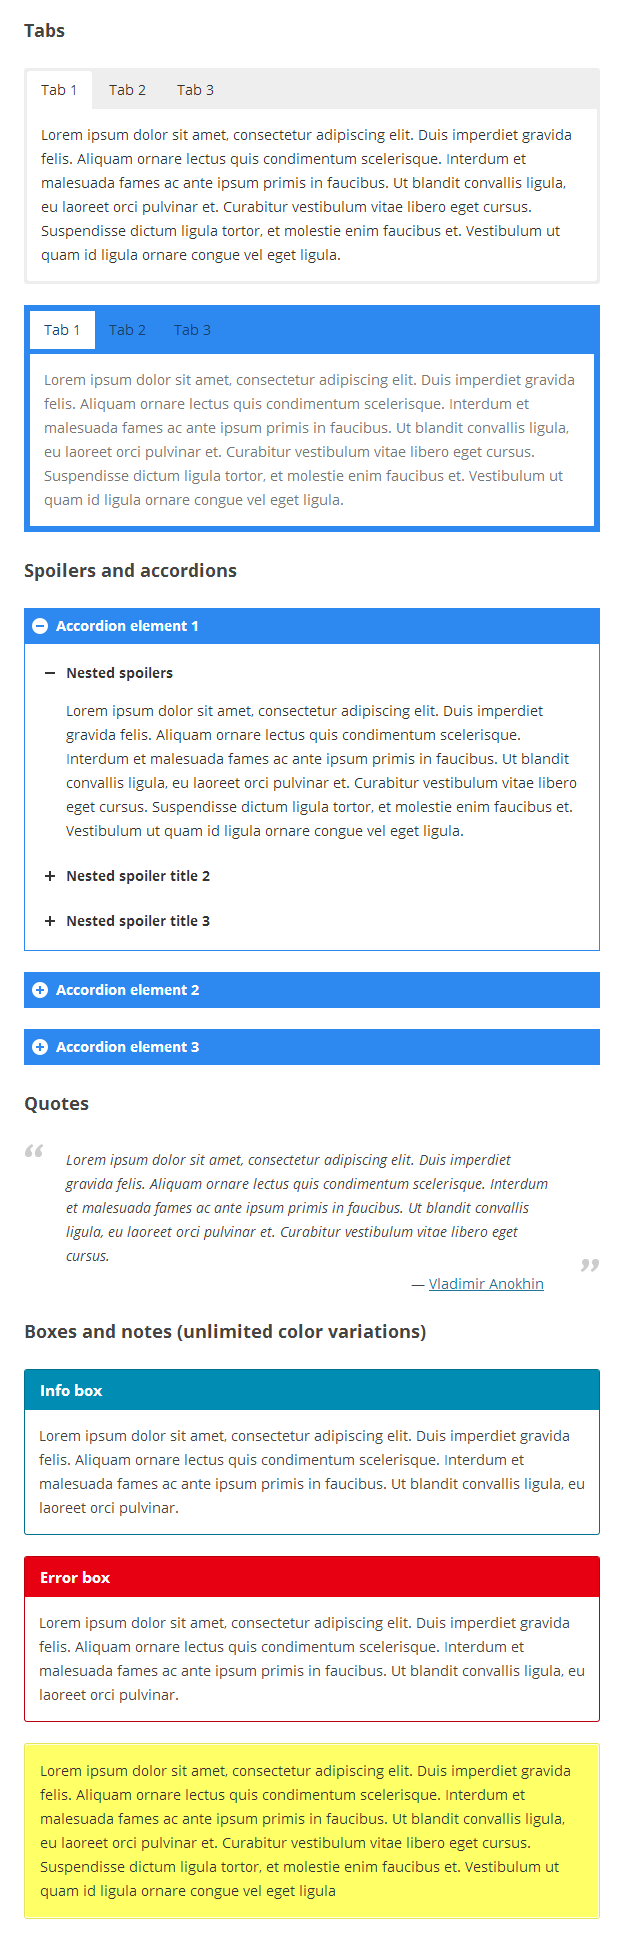 Tabs
Tab 1 Tab 2 Tab 3
Lorem ipsum dolor sit amet, consectetur adipiscing elit. Duis imperdiet gravida
felis. Aliquam ornare lectus quis condimentum scelerisque. Interdum et
malesuada fames ac ante ipsum primis in faucibus. Ut blandit convallis ligula,
eu laoreet orci pulvinar et. Curabitur vestibulum vitae libero eget cursus.
Suspendisse dictum ligula tortor, et molestie enim faucibus et. Vestibulum ut
quam id ligula ornare congue vel eget ligula.
Tab 1 Tab 2 Tab 3
Lorem ipsum dolor sit amet, consectetur adipiscing elit. Duis imperdiet gravida
felis. Aliquam ornare lectus quis condimentum scelerisque. Interdum et
malesuada fames ac ante ipsum primis in faucibus. Ut blandit convallis ligula,
eu laoreet orci pulvinar et. Curabitur vestibulum vitae libero eget cursus.
Suspendisse dictum ligula tortor, et molestie enim faucibus et. Vestibulum ut
quam id ligula ornare congue vel eget ligula.
Spoilers and accordions
Accordion element 1
Nested spoilers
Lorem ipsum dolor sit amet, consectetur adipiscing elit. Duis imperdiet
gravida felis. Aliquam ornare lectus quis condimentum scelerisque.
Interdum et malesuada fames ac ante ipsum primis in faucibus. Ut blandit
convallis ligula, eu laoreet orci pulvinar et. Curabitur vestibulum vitae libero
eget cursus. Suspendisse dictum ligula tortor, et molestie enim faucibus et.
Vestibulum ut quam id ligula ornare congue vel eget ligula.
Nested spoiler title 2
Nested spoiler title 3
Accordion element 2
Accordion element 3
Quotes
“
Lorem ipsum dolor sit amet, consectetur adipiscing elit. Duis imperdiet
gravida felis. Aliquam ornare lectus quis condimentum scelerisque. Interdum
et malesuada fames ac ante ipsum primis in faucibus. Ut blandit convallis
ligula, eu laoreet orci pulvinar et. Curabitur vestibulum vitae libero eget
cursus.
”
— Vladimir Anokhin
Boxes and notes (unlimited color variations)
Info box
Lorem ipsum dolor sit amet, consectetur adipiscing elit. Duis imperdiet gravida
felis. Aliquam ornare lectus quis condimentum scelerisque. Interdum et
malesuada fames ac ante ipsum primis in faucibus. Ut blandit convallis ligula, eu
laoreet orci pulvinar.
Error box
Lorem ipsum dolor sit amet, consectetur adipiscing elit. Duis imperdiet gravida
felis. Aliquam ornare lectus quis condimentum scelerisque. Interdum et
malesuada fames ac ante ipsum primis in faucibus. Ut blandit convallis ligula, eu
laoreet orci pulvinar.
Lorem ipsum dolor sit amet, consectetur adipiscing elit. Duis imperdiet gravida
felis. Aliquam ornare lectus quis condimentum scelerisque. Interdum et
malesuada fames ac ante ipsum primis in faucibus. Ut blandit convallis ligula,
eu laoreet orci pulvinar et. Curabitur vestibulum vitae libero eget cursus.
Suspendisse dictum ligula tortor, et molestie enim faucibus et. Vestibulum ut
quam id ligula ornare congue vel eget ligula